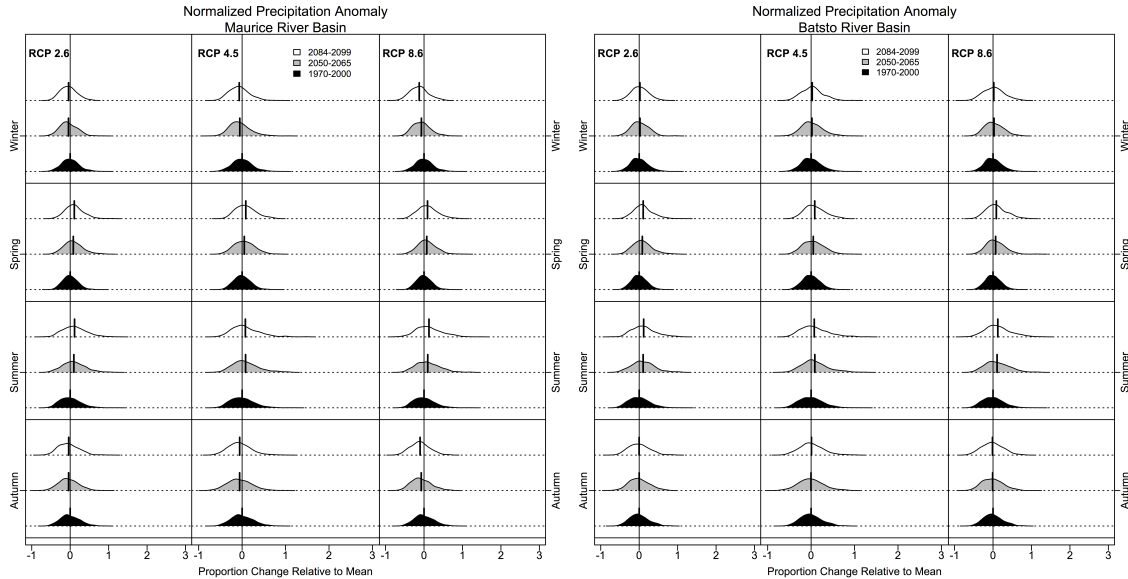 Normalized Precipitation Anomaly
Maurice River Basin
RCP 2.6
RCP 4.5
RCP 8.6
2084-2099
2050-2065
1970-2000
Winter
Winter
Spring
Spring
Summer
Summer
Autumn
Autumn
-1 0 1 2 3 -1 0 1 2 3 -1 0 1 2 3
Proportion Change Relative to Mean
Normalized Precipitation Anomaly
Batsto River Basin
RCP 2.6
RCP 4.5
RCP 8.6
2084-2099
2050-2065
1970-2000
Winter
Winter
Spring
Spring
Summer
Summer
Autumn
Autumn
-1 0 1 2 3 -1 0 1 2 3 -1 0 1 2 3
Proportion Change Relative to Mean